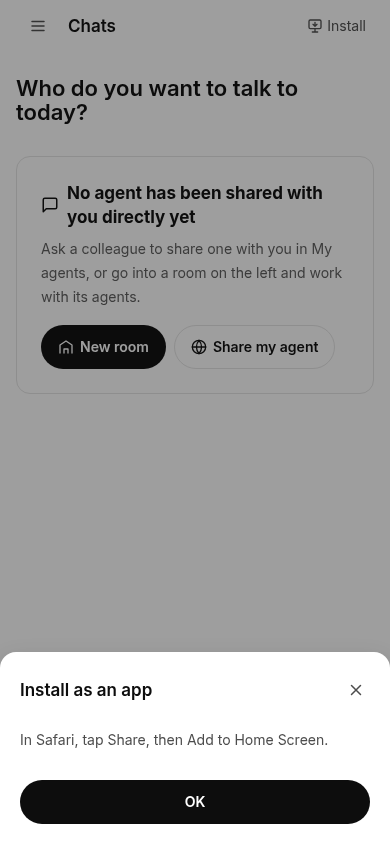 Chats
Install
Who do you want to talk to
today?
No agent has been shared with
you directly yet
Ask a colleague to share one with you in My
agents, or go into a room on the left and work
with its agents.
New room
Share my agent
Install as an app
In Safari, tap Share, then Add to Home Screen.
OK